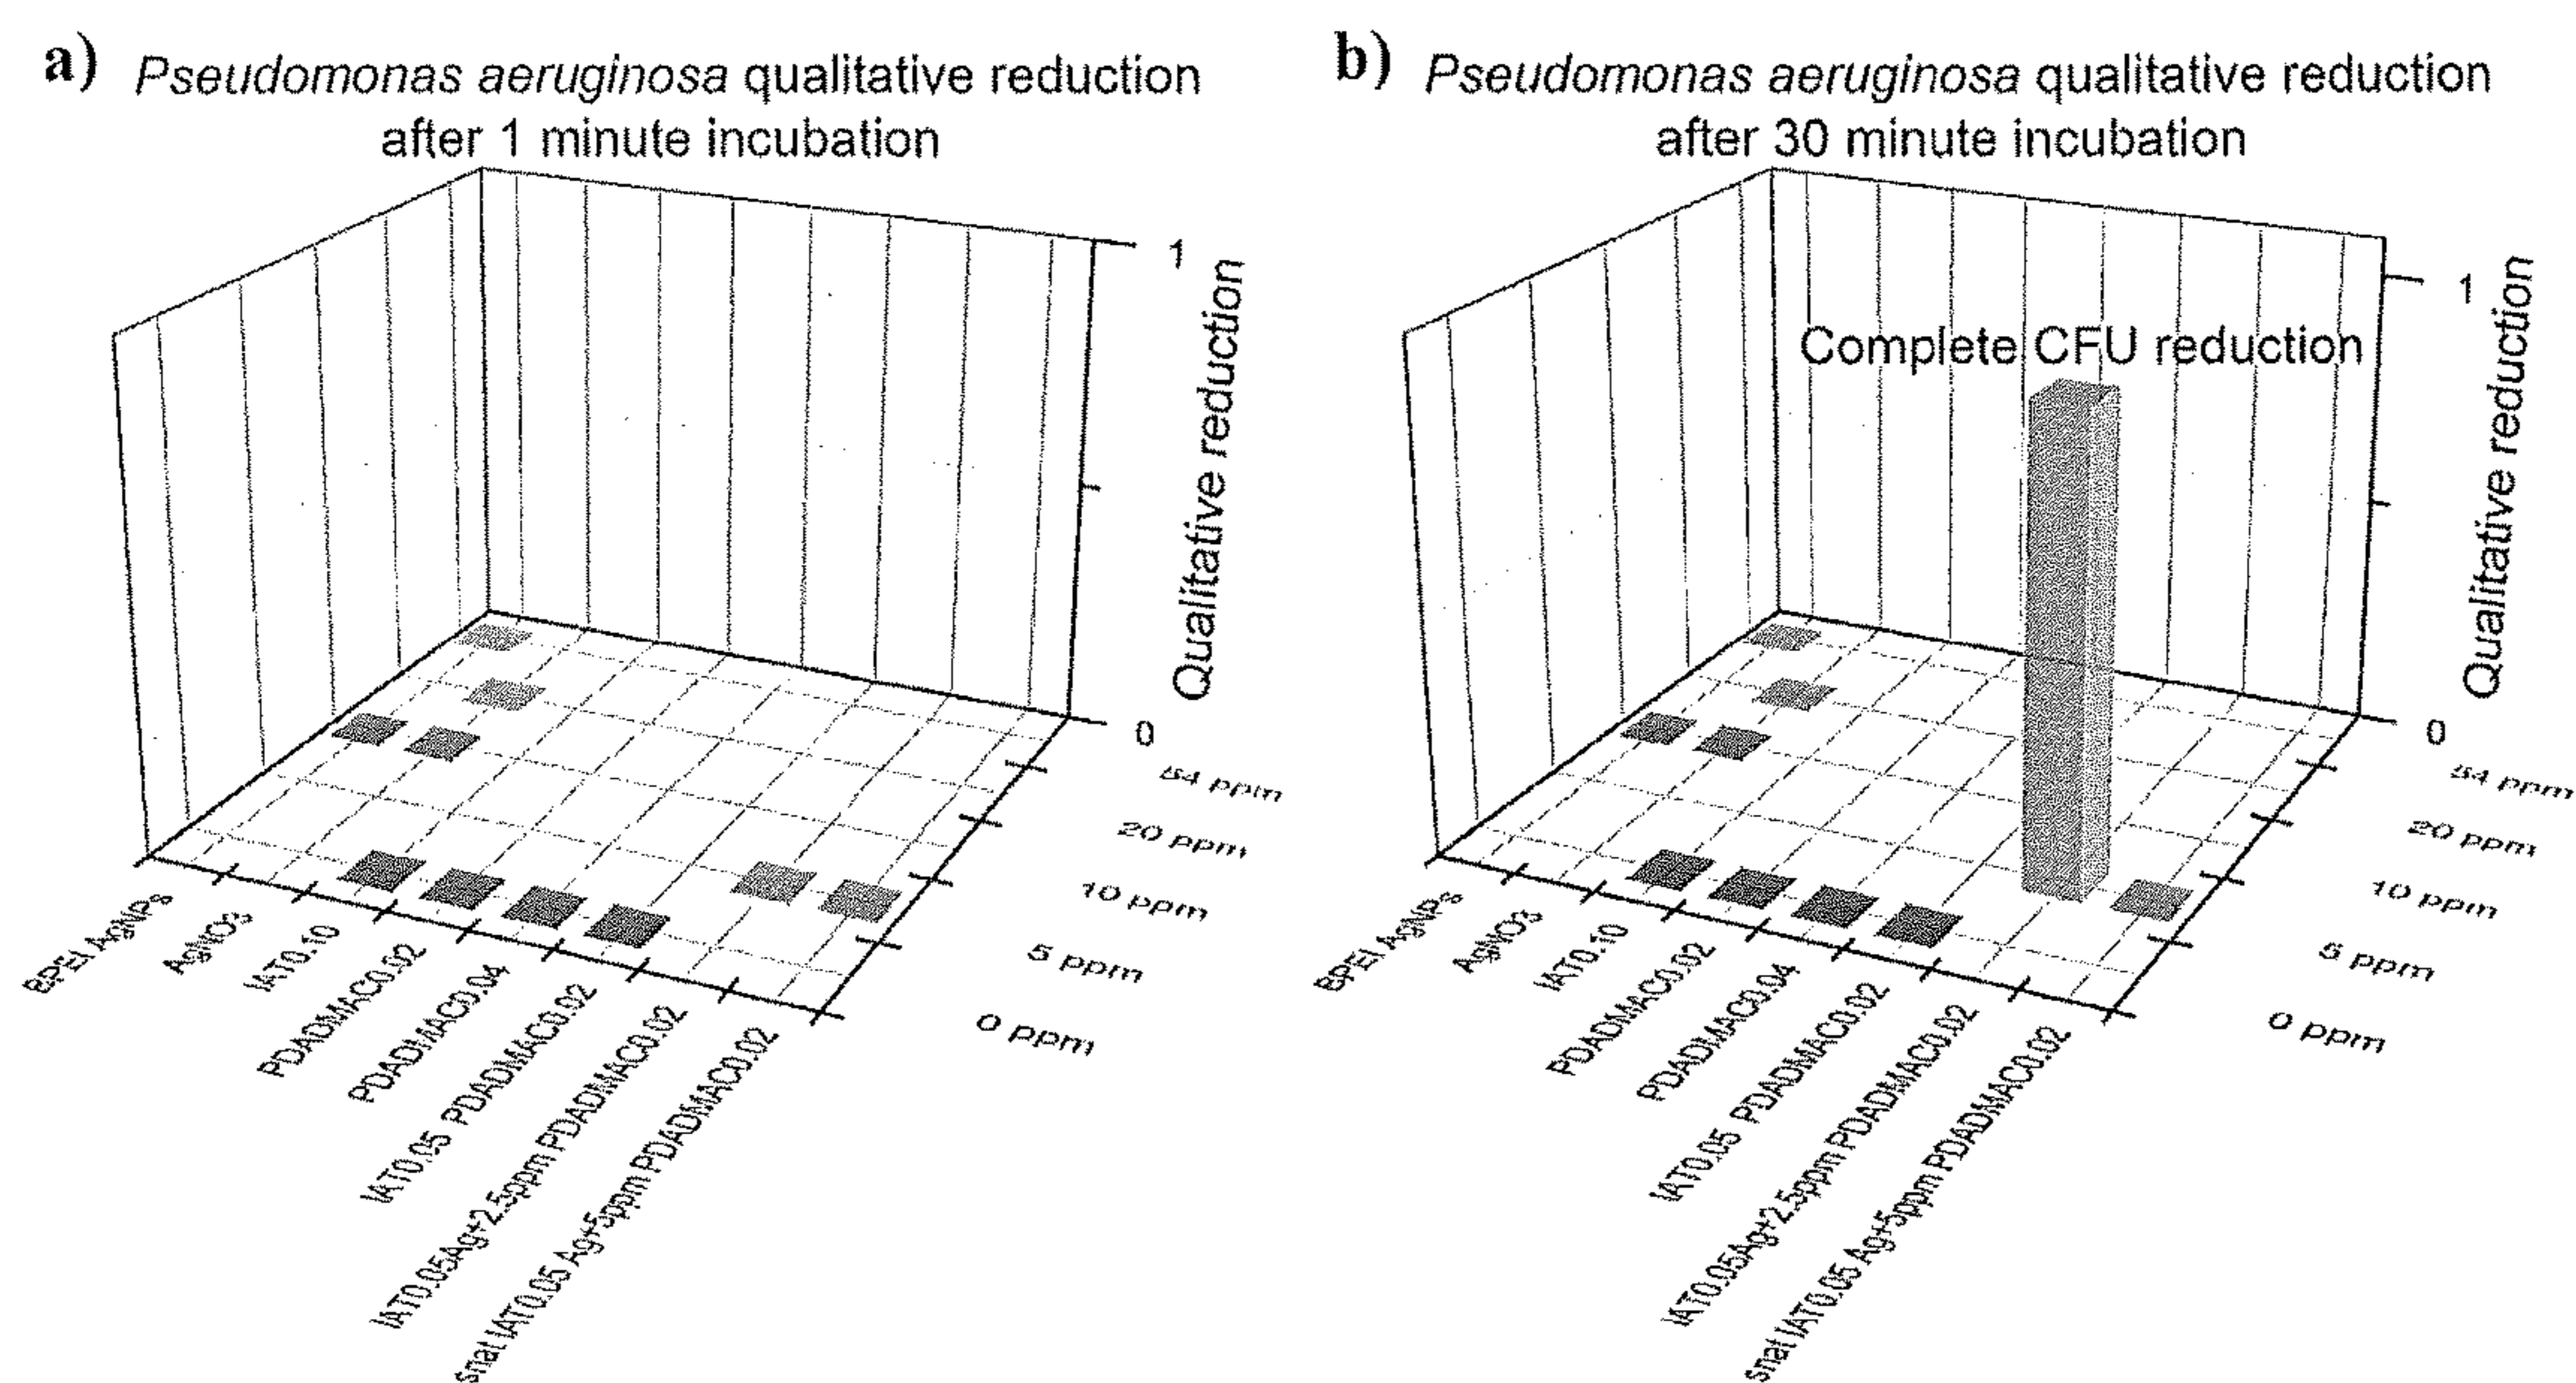 a) Pseudomonas aeruginosa qualitative reduction
after 1 minute incubation
1
Qualitative reduction
0
54 ppm
20 ppm
10 ppm
5 ppm
0 ppm
BPEI AgNPs
AgNO3
IAT0.10
PDADMAC0.02
PDADMAC0.04
IAT0.05 PDADMAC0.02
IAT0.05Ag+2.5ppm PDADMAC0.02
snat IAT0.05 Ag+5ppm PDADMAC0.02
b) Pseudomonas aeruginosa qualitative reduction
after 30 minute incubation
1
Complete CFU reduction
Qualitative reduction
0
54 ppm
20 ppm
10 ppm
5 ppm
0 ppm
BPEI AgNPS
AgNO3
IAT0.10
PDADMAC0.02
PDADMAC0.04
IAT0.05 PDADMAC0.02
IAT0.05Ag+2.5ppm PDADMAC0.02
snat IAT0.05 Ag+5ppm PDADMAC0.02